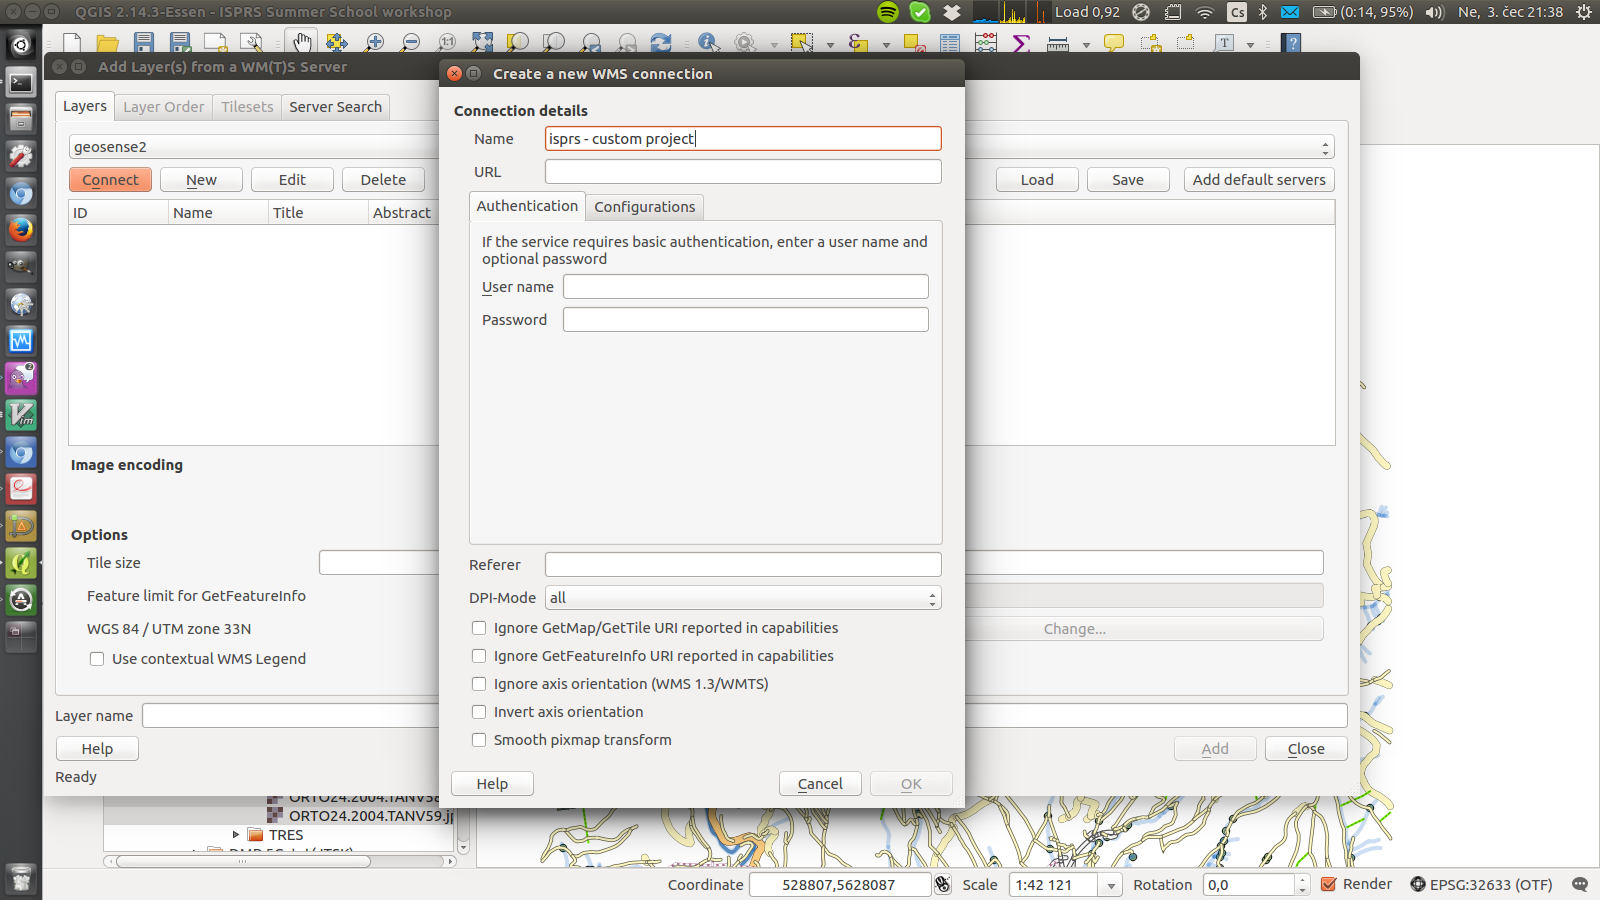 QGIS 2.14.3-Essen - ISPRS Summer School workshop
Load 0,92
Cs
(0:14, 95%)
Ne, 3. čec 21:38
Add Layer(s) from a WM(T)S Server
Layers
Layer Order
Tilesets
Server Search
geosense2
Connect
New
Edit
Delete
Load
Save
Add default servers
ID
Name
Title
Abstract
Image encoding
Options
Tile size
Feature limit for GetFeatureInfo
WGS 84 / UTM zone 33N
Change...
Use contextual WMS Legend
Layer name
Help
Add
Close
Ready
Create a new WMS connection
Connection details
Name
isprs - custom project
URL
Authentication
Configurations
If the service requires basic authentication, enter a user name and
optional password
User name
Password
Referer
DPI-Mode
all
Ignore GetMap/GetTile URI reported in capabilities
Ignore GetFeatureInfo URI reported in capabilities
Ignore axis orientation (WMS 1.3/WMTS)
Invert axis orientation
Smooth pixmap transform
Help
Cancel
OK
ORTO24.2004.TANV59.j
TRES
Coordinate
528807,5628087
Scale
1:42 121
Rotation
0,0
Render
EPSG:32633 (OTF)